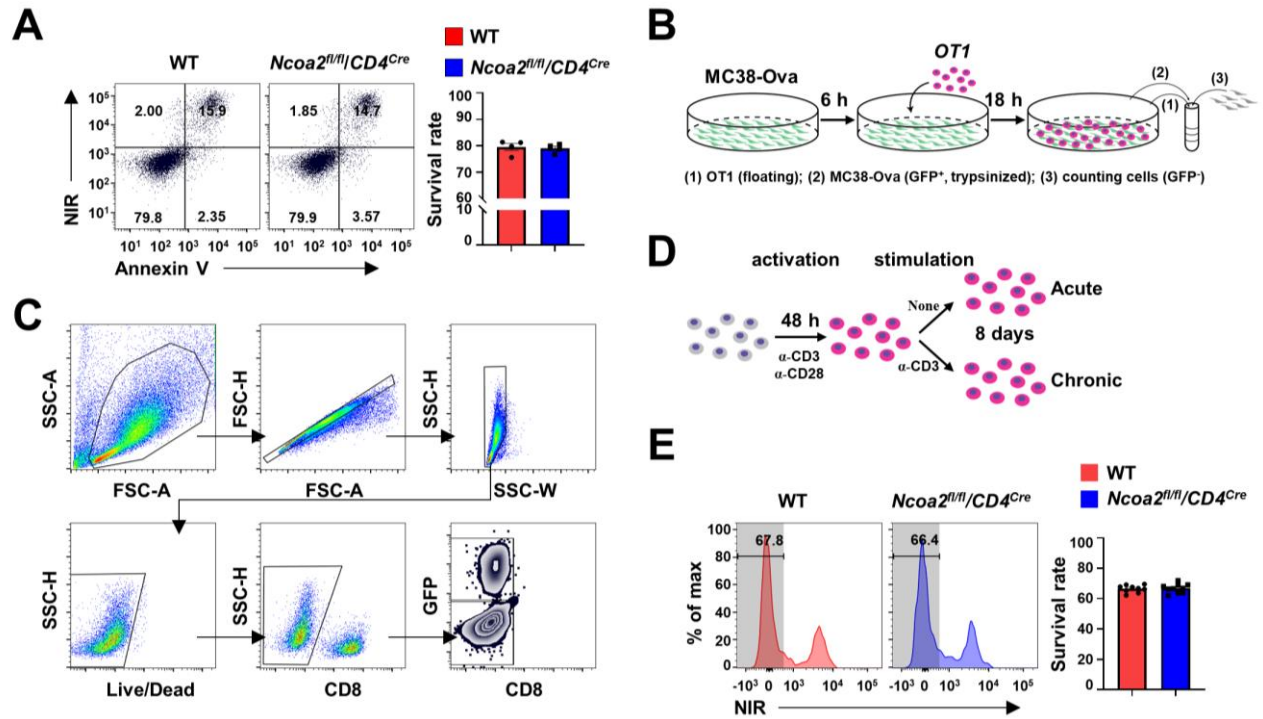 A
WT
Ncoa2fl/fl/CD4Cre
10⁵
10⁴
10³
10²
10¹
2.00
15.9
79.8
2.35
1.85
14.7
79.9
3.57
10¹ 10² 10³ 10⁴ 10⁵
10¹ 10² 10³ 10⁴ 10⁵
NIR
Annexin V
WT
Ncoa2fl/fl/CD4Cre
Survival rate
100
90
80
70
60
10
0
B
OT1
MC38-Ova
6 h
18 h
(2)
(3)
(1)
(1) OT1 (floating); (2) MC38-Ova (GFP⁺, trypsinized); (3) counting cells (GFP⁻)
C
SSC-A
FSC-A
FSC-H
FSC-A
SSC-H
SSC-W
SSC-H
Live/Dead
SSC-H
CD8
GFP
CD8
D
activation
stimulation
48 h
α-CD3
α-CD28
None
α-CD3
Acute
8 days
Chronic
E
WT
Ncoa2fl/fl/CD4Cre
% of max
100
80
60
40
20
0
67.8
66.4
-10³ 0 10³ 10⁴ 10⁵
-10³ 0 10³ 10⁴ 10⁵
NIR
WT
Ncoa2fl/fl/CD4Cre
Survival rate
100
80
60
40
20
0